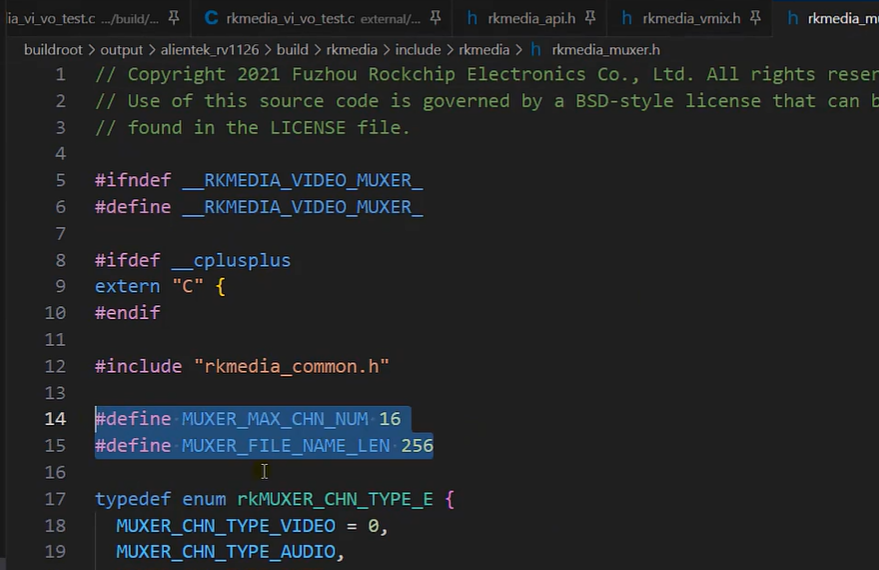 ia_vi_vo_test.c .../build/... rkmedia_vi_vo_test.c external/... h rkmedia_api.h h rkmedia_vmix.h h rkmedia_mu
buildroot > output > alientek_rv1126 > build > rkmedia > include > rkmedia > h rkmedia_muxer.h
1 // Copyright 2021 Fuzhou Rockchip Electronics Co., Ltd. All rights reser
2 // Use of this source code is governed by a BSD-style license that can b
3 // found in the LICENSE file.
4
5 #ifndef __RKMEDIA_VIDEO_MUXER_
6 #define __RKMEDIA_VIDEO_MUXER_
7
8 #ifdef __cplusplus
9 extern "C" {
10 #endif
11
12 #include "rkmedia_common.h"
13
14 #define MUXER_MAX_CHN_NUM 16
15 #define MUXER_FILE_NAME_LEN 256
16
17 typedef enum rkMUXER_CHN_TYPE_E {
18 MUXER_CHN_TYPE_VIDEO = 0,
19 MUXER_CHN_TYPE_AUDIO,